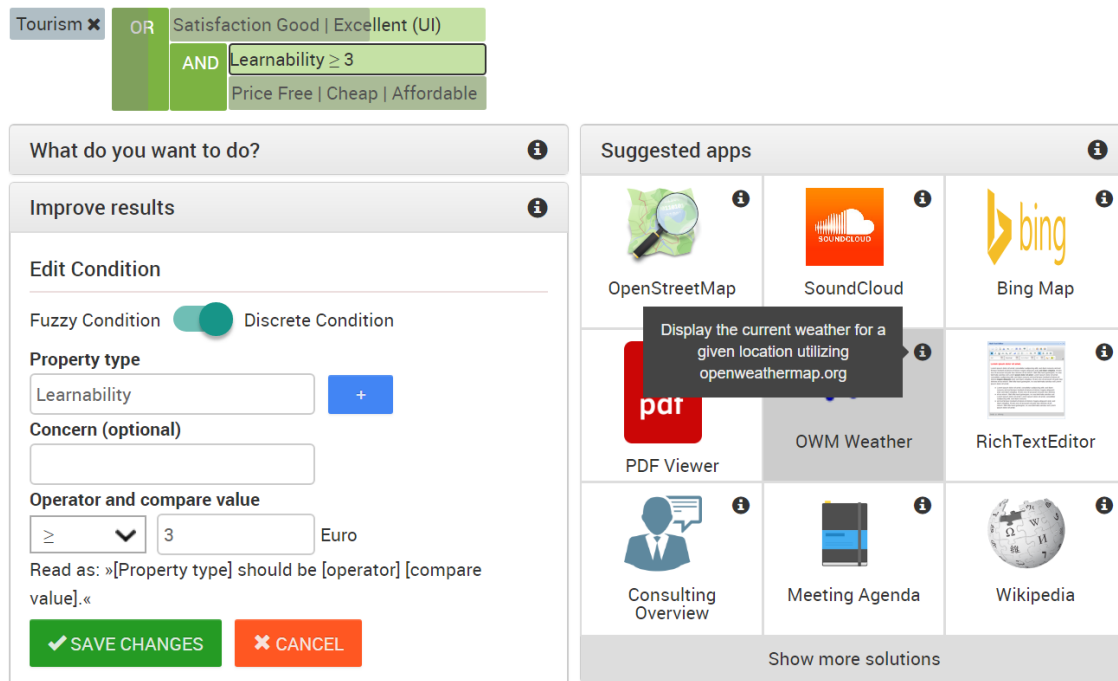 Tourism ✖
OR
Satisfaction Good | Excellent (UI)
AND
Learnability ≥ 3
Price Free | Cheap | Affordable
What do you want to do?
Improve results
Edit Condition
Fuzzy Condition
Discrete Condition
Property type
Learnability
+
Concern (optional)
Operator and compare value
≥
3
Euro
Read as: »[Property type] should be [operator] [compare
value].«
✔ SAVE CHANGES
✖ CANCEL
Suggested apps
OpenStreetMap
SOUNDCLOUD
SoundCloud
bing
Bing Map
Display the current weather for a
given location utilizing
openweathermap.org
pdf
PDF Viewer
OWM Weather
RichTextEditor
Consulting
Overview
Meeting Agenda
Wikipedia
Show more solutions